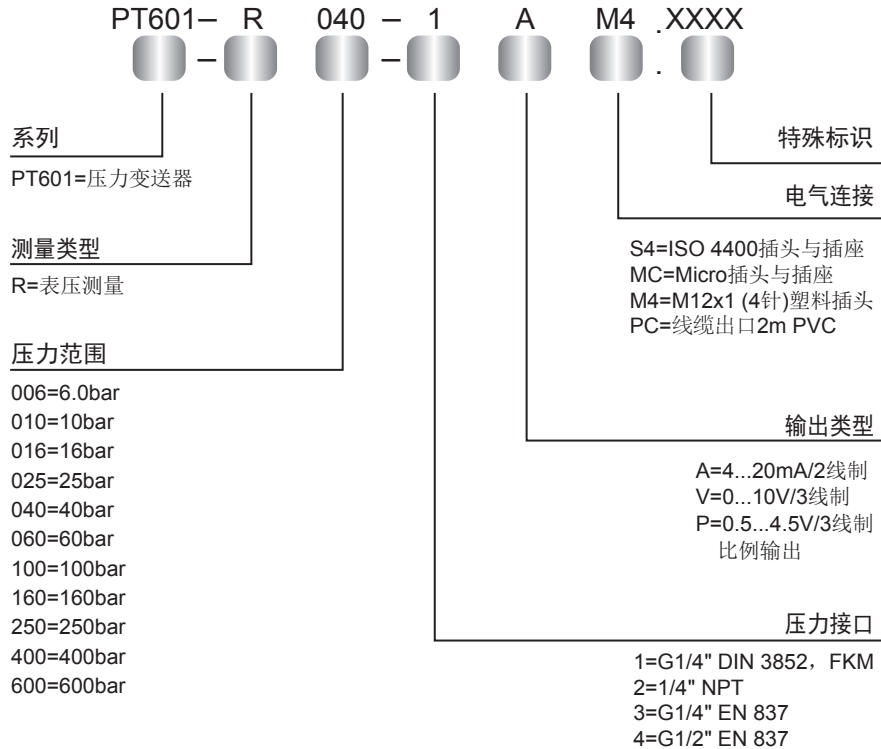 PT601– R 040 – 1 A M4 .XXXX
– – .
系列
PT601=压力变送器
测量类型
R=表压测量
压力范围
006=6.0bar
010=10bar
016=16bar
025=25bar
040=40bar
060=60bar
100=100bar
160=160bar
250=250bar
400=400bar
600=600bar
特殊标识
电气连接
S4=ISO 4400插头与插座
MC=Micro插头与插座
M4=M12x1 (4针)塑料插头
PC=线缆出口2m PVC
输出类型
A=4...20mA/2线制
V=0...10V/3线制
P=0.5...4.5V/3线制
比例输出
压力接口
1=G1/4" DIN 3852，FKM
2=1/4" NPT
3=G1/4" EN 837
4=G1/2" EN 837